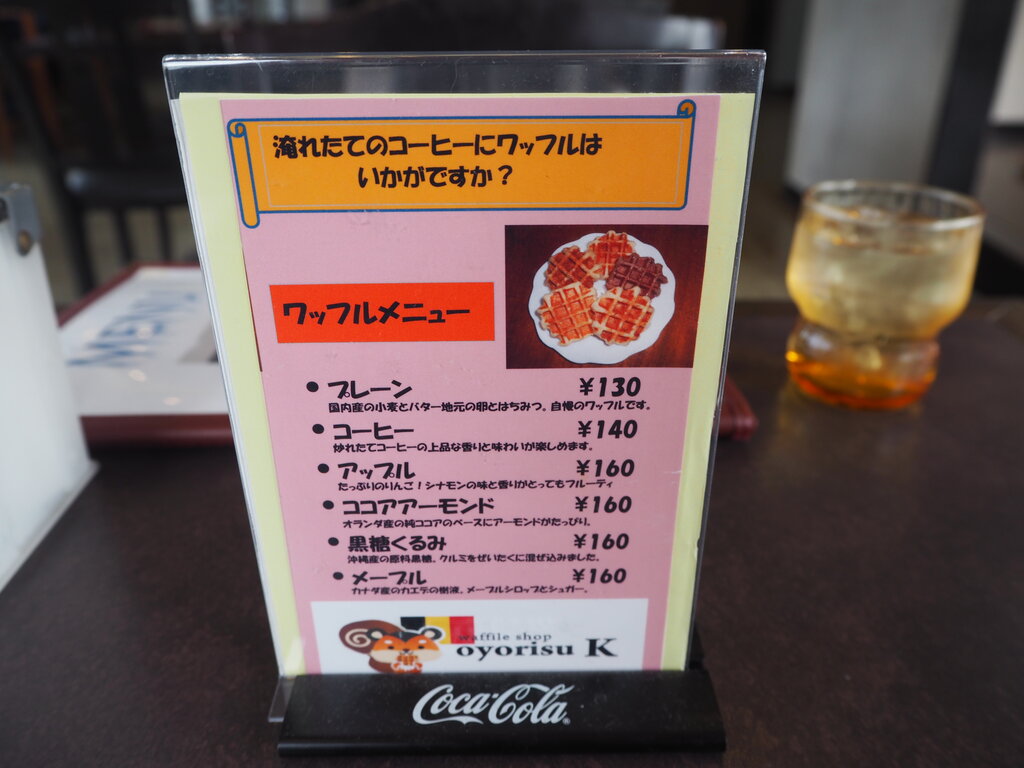 淹れたてのコーヒーにワッフルは
いかがですか？
ワッフルメニュー
● プレーン ¥130
国内産の小麦とバター地元の卵とはちみつ。自慢のワッフルです。
● コーヒー ¥140
炒れたてコーヒーの上品な香りと味わいが楽しめます。
● アップル ¥160
たっぷりのりんご！シナモンの味と香りがとってもフルーティ
● ココアアーモンド ¥160
オランダ産の純ココアのベースにアーモンドがたっぷり。
● 黒糖くるみ ¥160
沖縄産の原料黒糖、クルミをぜいたくに混ぜ込みました。
● メープル ¥160
カナダ産のカエデの樹液、メープルシロップとシュガー。
waffile shop
oyorisu K
Coca-Cola
MENU